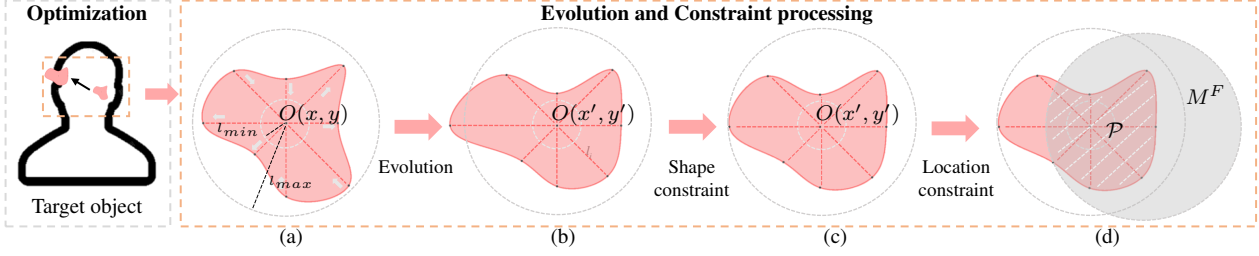 Optimization
Evolution and Constraint processing
O(x, y)
l_min
l_max
Evolution
O(x′, y′)
l
Shape
constraint
O(x′, y′)
Location
constraint
M^F
𝒫
Target object
(a)
(b)
(c)
(d)